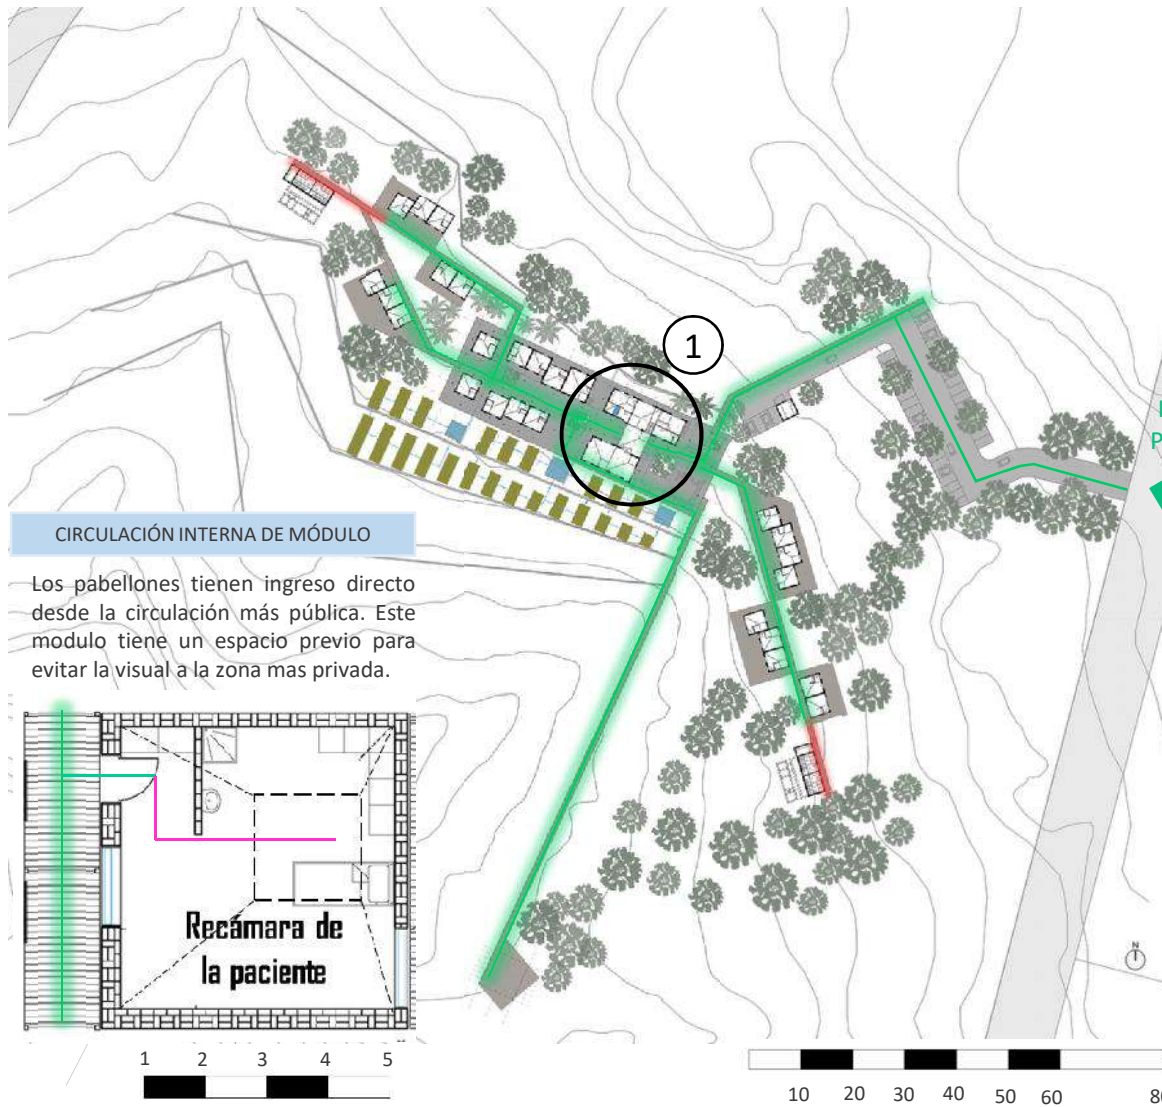 1
I
P
CIRCULACIÓN INTERNA DE MÓDULO
Los pabellones tienen ingreso directo
desde la circulación más pública. Este
modulo tiene un espacio previo para
evitar la visual a la zona mas privada.
Recámara de
la paciente
N
1 2 3 4 5
10 20 30 40 50 60 80